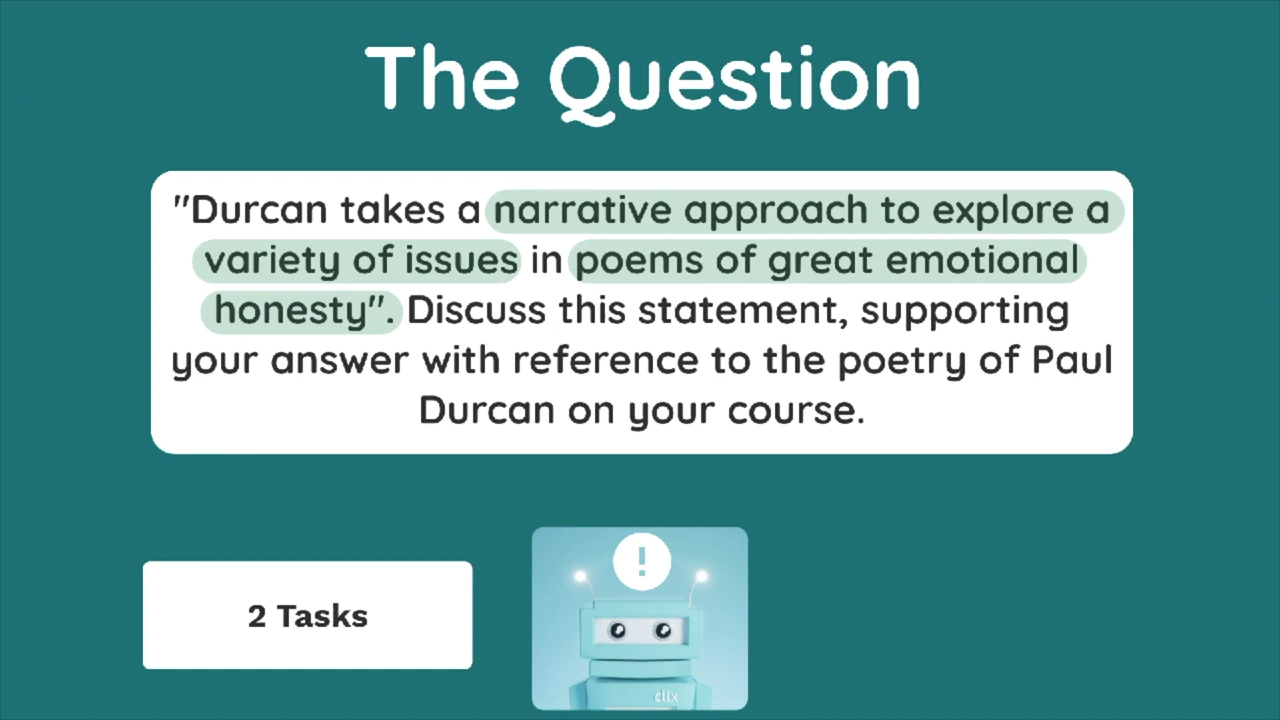 The Question
"Durcan takes a narrative approach to explore a
variety of issues in poems of great emotional
honesty". Discuss this statement, supporting
your answer with reference to the poetry of Paul
Durcan on your course.
!
2 Tasks
cllx